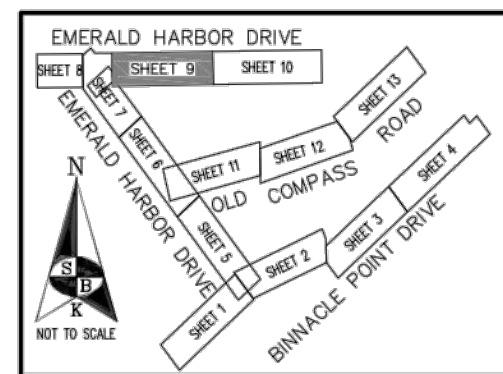 EMERALD HARBOR DRIVE
SHEET 8
SHEET 9
SHEET 10
SHEET 7
SHEET 6
EMERALD HARBOR DRIVE
SHEET 13
SHEET 11
SHEET 12
OLD COMPASS ROAD
SHEET 4
SHEET 5
SHEET 3
SHEET 2
SHEET 1
BINNACLE POINT DRIVE
N
S
B
K
NOT TO SCALE